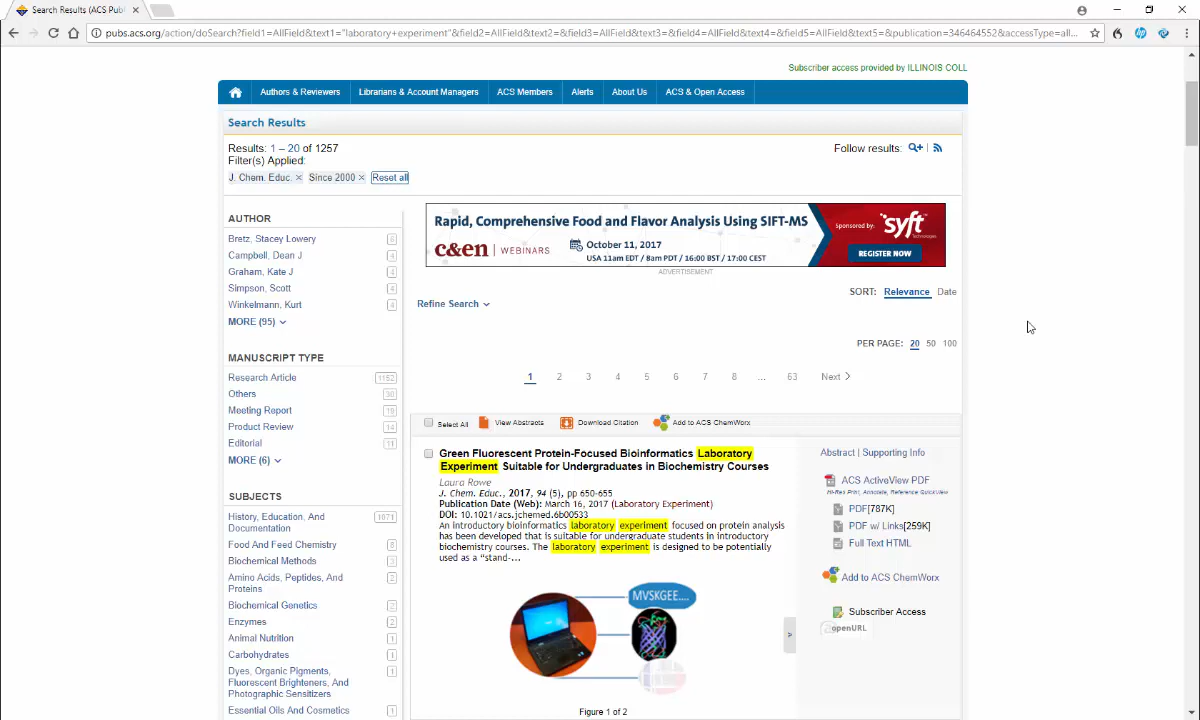 Search Results (ACS Publ
pubs.acs.org/action/doSearch?field1=AllField&text1="laboratory+experiment"&field2=AllField&text2=&field3=AllField&text3=&field4=AllField&text4=&field5=AllField&text5=&publication=346464552&accessType=all...
Subscriber access provided by ILLINOIS COLL
Authors & Reviewers
Librarians & Account Managers
ACS Members
Alerts
About Us
ACS & Open Access
Search Results
Results: 1 – 20 of 1257
Follow results:
Filter(s) Applied:
J. Chem. Educ. ×
Since 2000 ×
Reset all
Rapid, Comprehensive Food and Flavor Analysis Using SIFT-MS
c&en | WEBINARS
October 11, 2017
USA 11am EDT / 8am PDT / 16:00 BST / 17:00 CEST
Sponsored by: syft
REGISTER NOW
ADVERTISEMENT
AUTHOR
Bretz, Stacey Lowery 6
Campbell, Dean J 4
Graham, Kate J 4
Simpson, Scott 4
Winkelmann, Kurt 4
MORE (95)
SORT: Relevance Date
Refine Search
PER PAGE: 20 50 100
1 2 3 4 5 6 7 8 ... 63 Next
MANUSCRIPT TYPE
Research Article 1152
Others 30
Meeting Report 19
Product Review 14
Editorial 11
MORE (6)
SUBJECTS
History, Education, And 1071
Documentation
Food And Feed Chemistry 8
Biochemical Methods 3
Amino Acids, Peptides, And 2
Proteins
Biochemical Genetics 2
Enzymes 2
Animal Nutrition 1
Carbohydrates 1
Dyes, Organic Pigments, 1
Fluorescent Brighteners, And
Photographic Sensitizers
Essential Oils And Cosmetics 1
Select All
View Abstracts
Download Citation
Add to ACS ChemWorx
Green Fluorescent Protein-Focused Bioinformatics Laboratory
Experiment Suitable for Undergraduates in Biochemistry Courses
Laura Rowe
J. Chem. Educ., 2017, 94 (5), pp 650-655
Publication Date (Web): March 16, 2017 (Laboratory Experiment)
DOI: 10.1021/acs.jchemed.6b00533
An introductory bioinformatics laboratory experiment focused on protein analysis
has been developed that is suitable for undergraduate students in introductory
biochemistry courses. The laboratory experiment is designed to be potentially
used as a “stand-...
MVSKGEE....
Figure 1 of 2
>
Abstract | Supporting Info
ACS ActiveView PDF
Hi-Res Print, Annotate, Reference QuickView
PDF[787K]
PDF w/ Links[259K]
Full Text HTML
Add to ACS ChemWorx
Subscriber Access
openURL